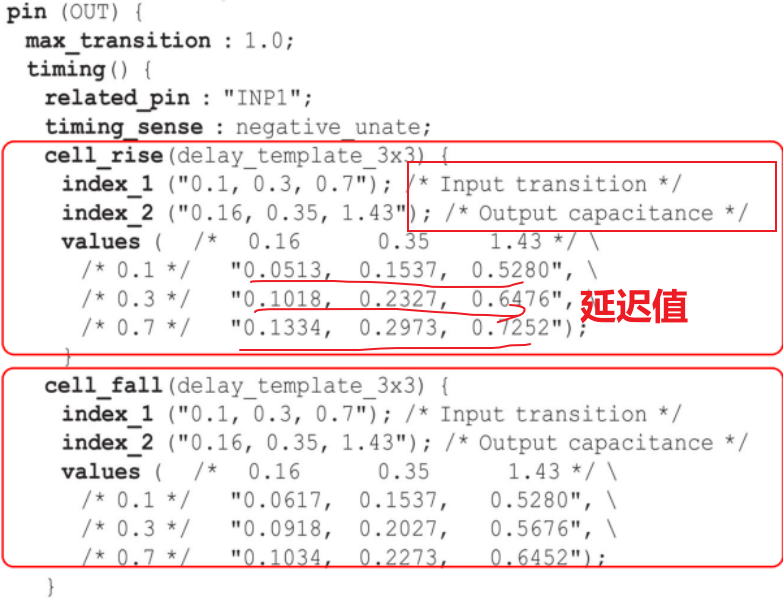 pin (OUT) {
max_transition : 1.0;
timing() {
related_pin : "INP1";
timing_sense : negative_unate;
cell_rise(delay_template_3x3) {
index_1 ("0.1, 0.3, 0.7"); /* Input transition */
index_2 ("0.16, 0.35, 1.43"); /* Output capacitance */
values ( /* 0.16 0.35 1.43 */ \
/* 0.1 */ "0.0513, 0.1537, 0.5280", \
/* 0.3 */ "0.1018, 0.2327, 0.6476", \
/* 0.7 */ "0.1334, 0.2973, 0.7252");
延迟值
}
cell_fall(delay_template_3x3) {
index_1 ("0.1, 0.3, 0.7"); /* Input transition */
index_2 ("0.16, 0.35, 1.43"); /* Output capacitance */
values ( /* 0.16 0.35 1.43 */ \
/* 0.1 */ "0.0617, 0.1537, 0.5280", \
/* 0.3 */ "0.0918, 0.2027, 0.5676", \
/* 0.7 */ "0.1034, 0.2273, 0.6452");
}